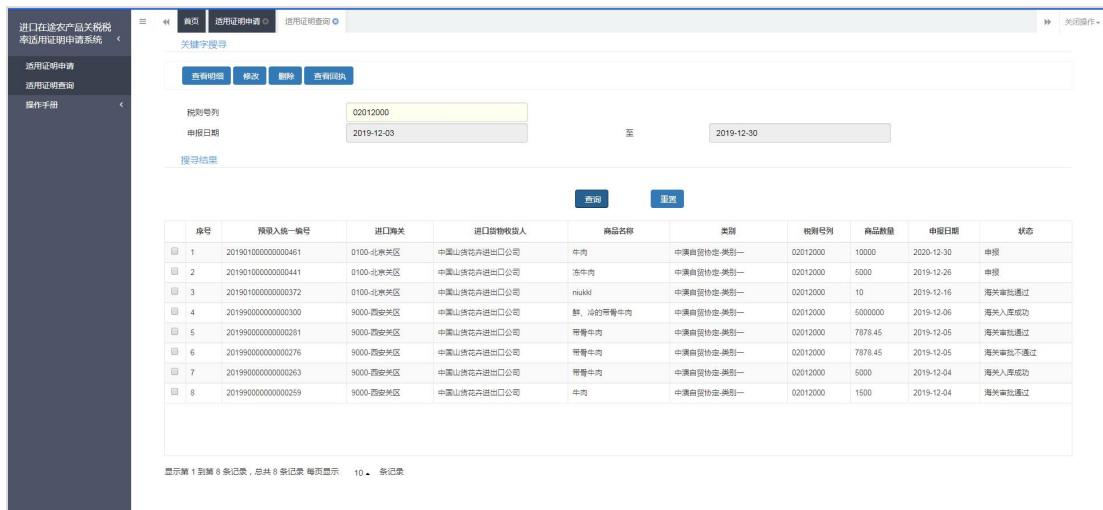 进口在途农产品关税税
率适用证明申请系统
适用证明申请
适用证明查询
操作手册
首页 适用证明申请 适用证明查询 关闭操作
关键字搜寻
查看明细 修改 删除 查看回执
税则号列 02012000
申报日期 2019-12-03 至 2019-12-30
搜寻结果
查询 重置
序号 预录入统一编号 进口海关 进口货物收货人 商品名称 类别 税则号列 商品数量 申报日期 状态
1 201901000000000461 0100-北京关区 中国山货花卉进出口公司 牛肉 中澳自贸协定-类别一 02012000 10000 2020-12-30 申报
2 201901000000000441 0100-北京关区 中国山货花卉进出口公司 冻牛肉 中澳自贸协定-类别一 02012000 5000 2019-12-26 申报
3 201901000000000372 0100-北京关区 中国山货花卉进出口公司 niukkl 中澳自贸协定-类别一 02012000 10 2019-12-16 海关审批通过
4 201990000000000300 9000-西安关区 中国山货花卉进出口公司 鲜、冷的带骨牛肉 中澳自贸协定-类别一 02012000 5000000 2019-12-06 海关入库成功
5 201990000000000281 9000-西安关区 中国山货花卉进出口公司 带骨牛肉 中澳自贸协定-类别一 02012000 7878.45 2019-12-05 海关审批通过
6 201990000000000276 9000-西安关区 中国山货花卉进出口公司 带骨牛肉 中澳自贸协定-类别一 02012000 7878.45 2019-12-05 海关审批不通过
7 201990000000000263 9000-西安关区 中国山货花卉进出口公司 带骨牛肉 中澳自贸协定-类别一 02012000 5000 2019-12-04 海关入库成功
8 201990000000000259 9000-西安关区 中国山货花卉进出口公司 牛肉 中澳自贸协定-类别一 02012000 1500 2019-12-04 海关审批通过
显示第 1 到第 8 条记录，总共 8 条记录 每页显示 10 条记录